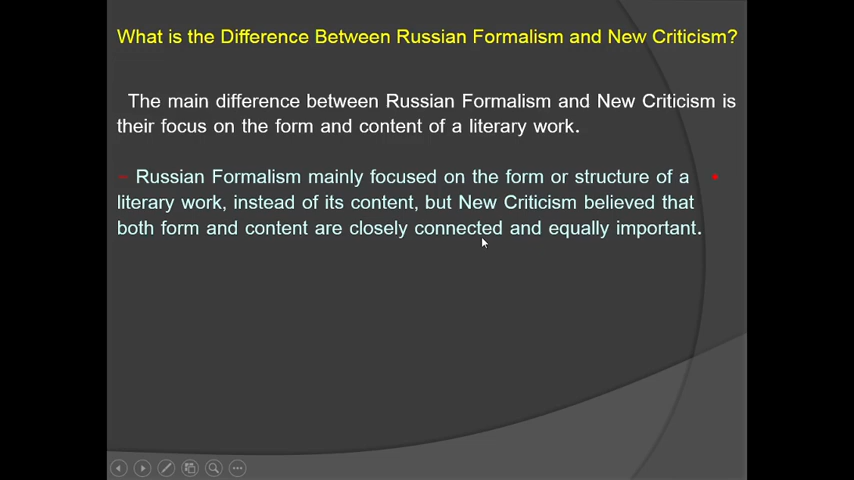 What is the Difference Between Russian Formalism and New Criticism?
The main difference between Russian Formalism and New Criticism is
their focus on the form and content of a literary work.
– Russian Formalism mainly focused on the form or structure of a •
literary work, instead of its content, but New Criticism believed that
both form and content are closely connected and equally important.